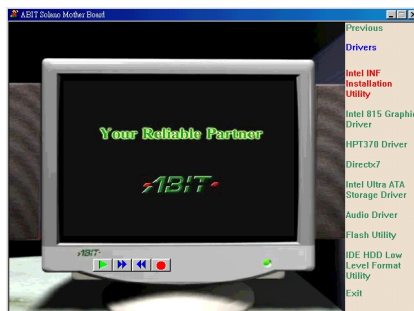 ABIT Solano Mother Board
Your Reliable Partner
ABIT
ABIT
Previous
Drivers
Intel INF
Installation
Utility
Intel 815 Graphic
Driver
HPT370 Driver
Directx7
Intel Ultra ATA
Storage Driver
Audio Driver
Flash Utility
IDE HDD Low
Level Format
Utility
Exit